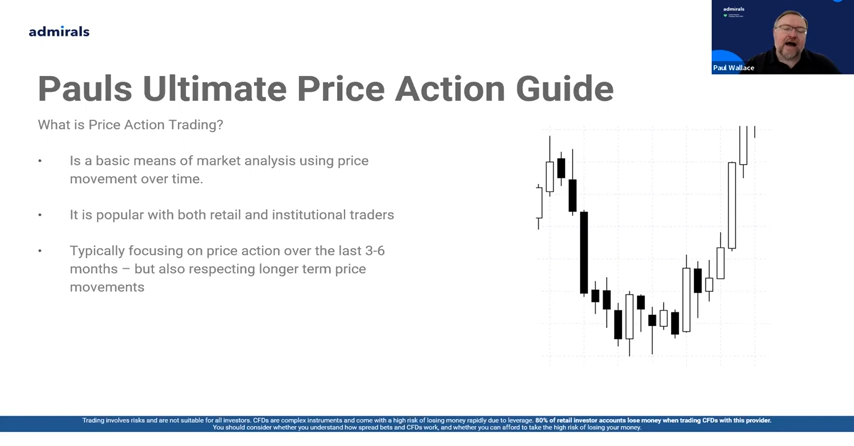 admirals
admirals
Paul Wallace
Pauls Ultimate Price Action Guide
What is Price Action Trading?
• Is a basic means of market analysis using price
movement over time.
• It is popular with both retail and institutional traders
• Typically focusing on price action over the last 3-6
months – but also respecting longer term price
movements
Trading involves risks and are not suitable for all investors. CFDs are complex instruments and come with a high risk of losing money rapidly due to leverage. 80% of retail investor accounts lose money when trading CFDs with this provider.
You should consider whether you understand how spread bets and CFDs work, and whether you can afford to take the high risk of losing your money.